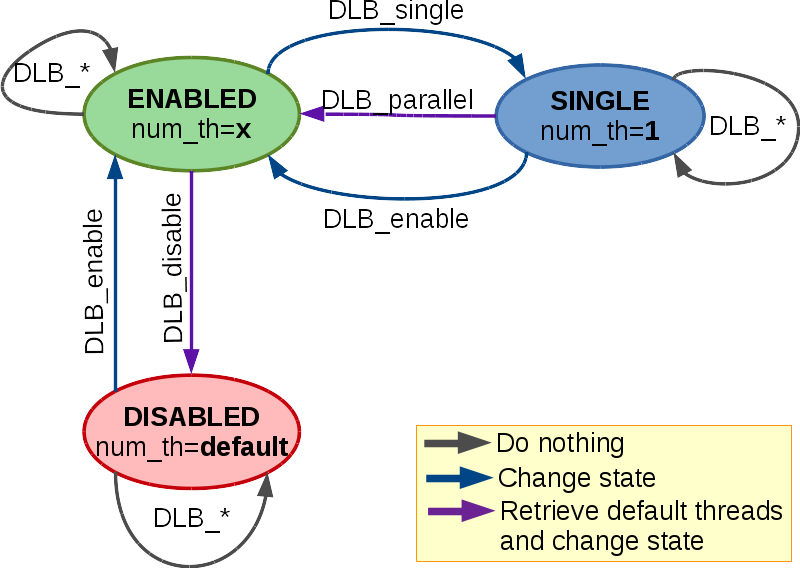 DLB_single
DLB_*
ENABLED
num_th=x
DLB_parallel
SINGLE
num_th=1
DLB_*
DLB_enable
DLB_enable
DLB_disable
DISABLED
num_th=default
DLB_*
Do nothing
Change state
Retrieve default threads
and change state